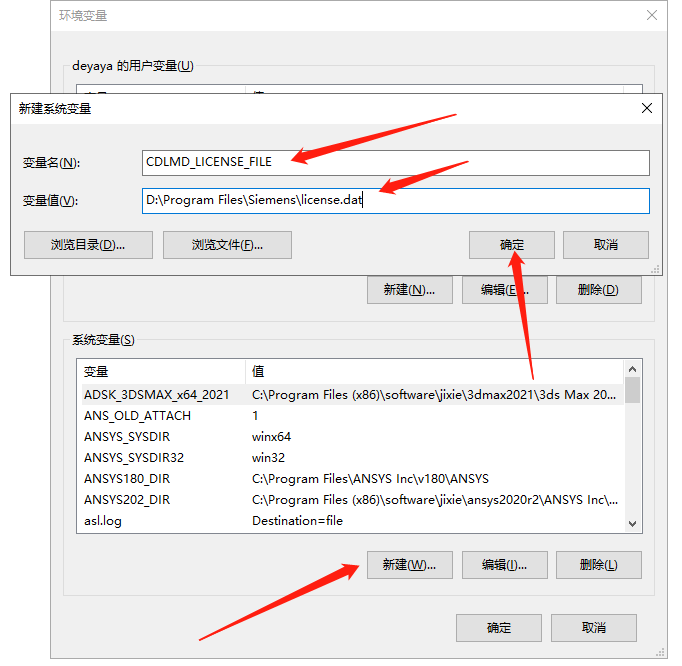 环境变量
deyaya 的用户变量(U)
新建系统变量
变量名(N):
CDLMD_LICENSE_FILE
变量值(V):
D:\Program Files\Siemens\license.dat
浏览目录(D)...
浏览文件(F)...
确定
取消
新建(N)...
编辑(E)...
删除(D)
系统变量(S)
变量 值
ADSK_3DSMAX_x64_2021 C:\Program Files (x86)\software\jixie\3dmax2021\3ds Max 20...
ANS_OLD_ATTACH 1
ANSYS_SYSDIR winx64
ANSYS_SYSDIR32 win32
ANSYS180_DIR C:\Program Files\ANSYS Inc\v180\ANSYS
ANSYS202_DIR C:\Program Files (x86)\software\jixie\ansys2020r2\ANSYS Inc\...
asl.log Destination=file
新建(W)...
编辑(I)...
删除(L)
确定
取消